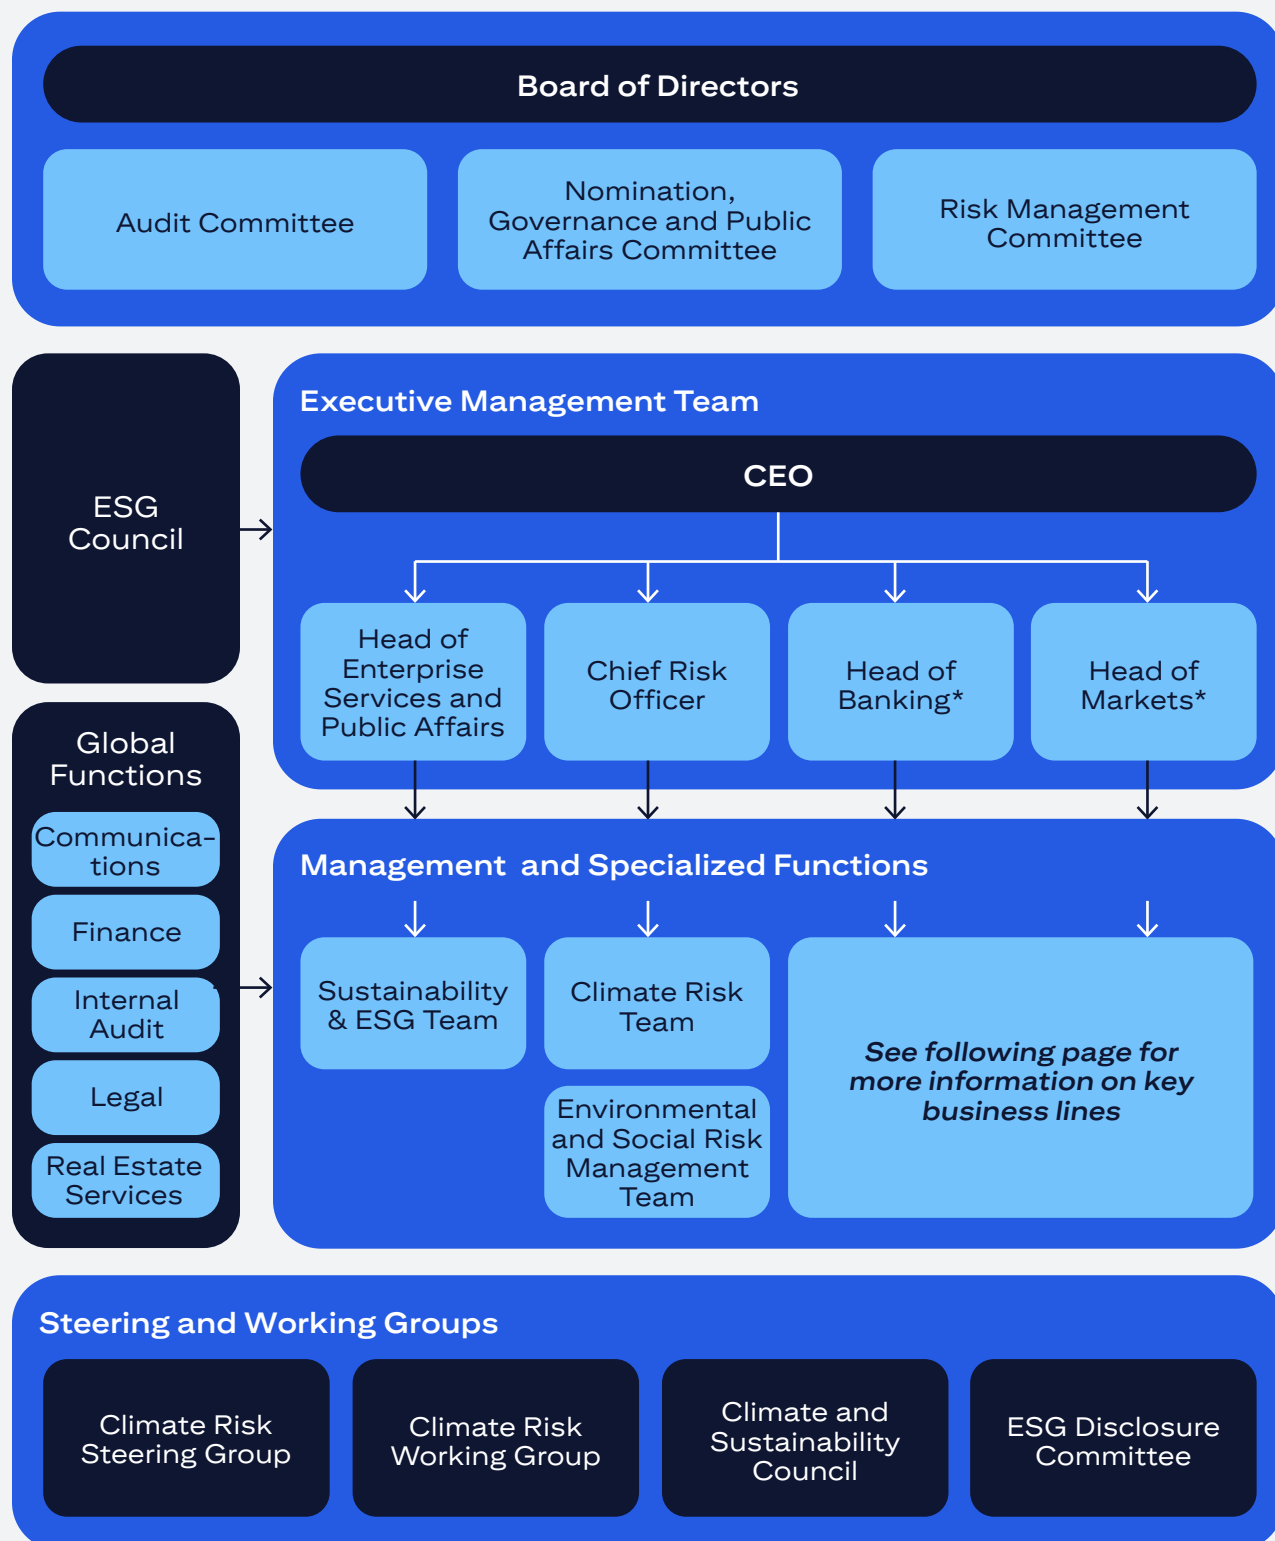 Board of Directors
Audit Committee
Nomination,
Governance and Public
Affairs Committee
Risk Management
Committee
ESG
Council
Executive Management Team
CEO
Head of
Enterprise
Services and
Public Affairs
Chief Risk
Officer
Head of
Banking*
Head of
Markets*
Global
Functions
Communica-
tions
Finance
Internal
Audit
Legal
Real Estate
Services
Management and Specialized Functions
Sustainability
& ESG Team
Climate Risk
Team
Environmental
and Social Risk
Management
Team
See following page for
more information on key
business lines
Steering and Working Groups
Climate Risk
Steering Group
Climate Risk
Working Group
Climate and
Sustainability
Council
ESG Disclosure
Committee